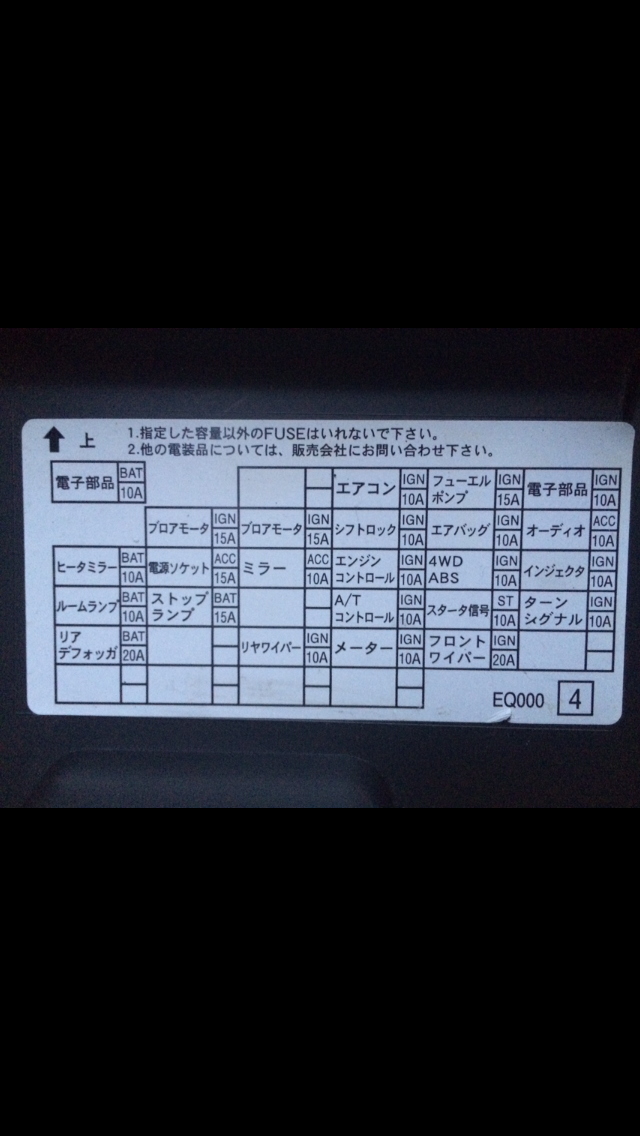 上
1.指定した容量以外のFUSEはいれないで下さい。
2.他の電装品については、販売会社にお問い合わせ下さい。
電子部品 BAT 10A エアコン IGN 10A フューエルポンプ IGN 15A 電子部品 IGN 10A
ブロアモータ IGN 15A ブロアモータ IGN 15A シフトロック IGN 10A エアバッグ IGN 10A オーディオ ACC 10A
ヒータミラー BAT 10A 電源ソケット ACC 15A ミラー ACC 10A エンジンコントロール IGN 10A 4WD ABS IGN 10A インジェクタ IGN 10A
ルームランプ BAT 10A ストップランプ BAT 15A A/Tコントロール IGN 10A スタータ信号 ST 10A ターンシグナル IGN 10A
リアデフォッガ BAT 20A リヤワイパー IGN 10A メーター IGN 10A フロントワイパー IGN 20A
EQ000 4